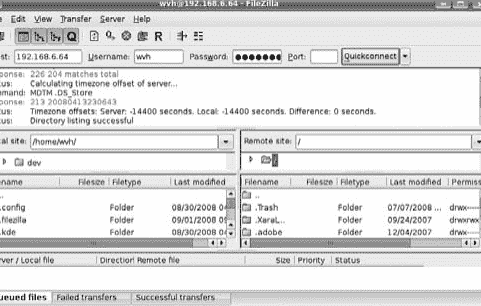 wvh@192.168.6.64 - FileZilla
e Edit View Transfer Server Help
st: 192.168.6.64 Username: wvh Password: ●●●●●●● Port: Quickconnect
ponse: 226 204 matches total
tus: Calculating timezone offset of server...
mmand: MDTM .DS_Store
ponse: 213 20080413230643
tus: Timezone offsets: Server: -14400 seconds. Local: -14400 seconds. Difference: 0 seconds.
tus: Directory listing successful
cal site: /home/wvh/ Remote site: /
dev /
ename Filesize Filetype Last modified Filename Filesize Filetype Last modified Permiss
.. ..
.config Folder 08/30/2008 0 .Trash Folder 07/07/2008 ... drwx----
.filezilla Folder 09/01/2008 0 .XaraL.. Folder 09/24/2007 drwxrwx
.kde Folder 08/30/2008 0 .adobe Folder 12/04/2007 drwx----
rver / Local file Direction Remote file Size Priority Status
ueued files Failed transfers Successful transfers